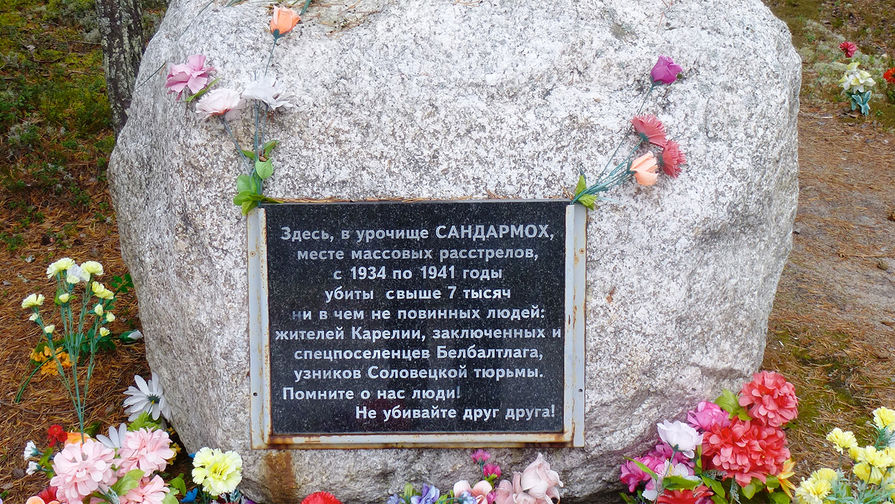 Здесь, в урочище САНДАРМОХ,
месте массовых расстрелов,
с 1934 по 1941 годы
убиты свыше 7 тысяч
ни в чем не повинных людей:
жителей Карелии, заключенных и
спецпоселенцев Белбалтлага,
узников Соловецкой тюрьмы.
Помните о нас люди!
Не убивайте друг друга!